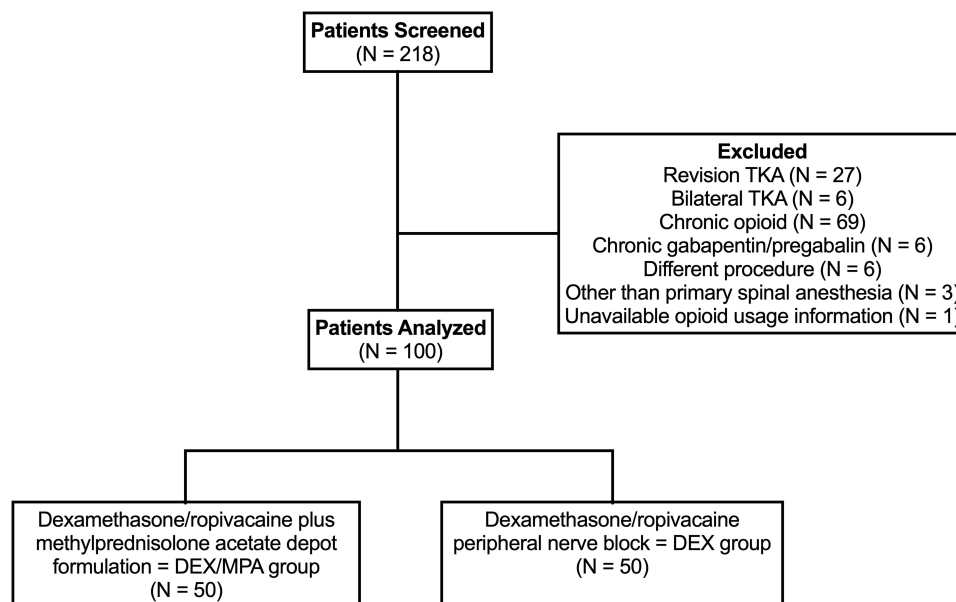 Patients Screened
(N = 218)
Excluded
Revision TKA (N = 27)
Bilateral TKA (N = 6)
Chronic opioid (N = 69)
Chronic gabapentin/pregabalin (N = 6)
Different procedure (N = 6)
Other than primary spinal anesthesia (N = 3)
Unavailable opioid usage information (N = 1)
Patients Analyzed
(N = 100)
Dexamethasone/ropivacaine plus
methylprednisolone acetate depot
formulation = DEX/MPA group
(N = 50)
Dexamethasone/ropivacaine
peripheral nerve block = DEX group
(N = 50)